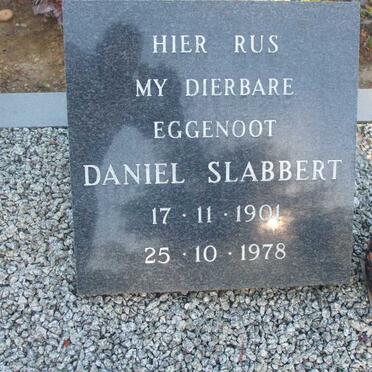 HIER RUS
MY DIERBARE
EGGENOOT
DANIEL SLABBERT
17 · 11 · 1901
25 · 10 · 1978